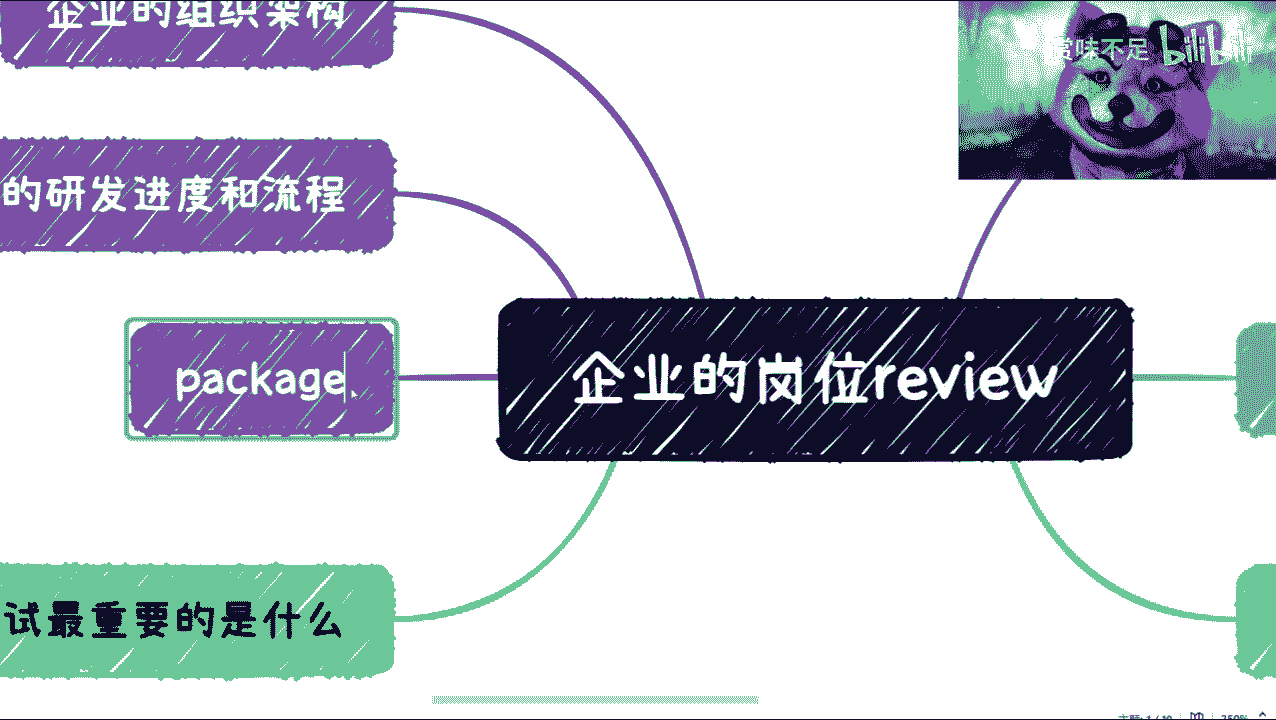 企业的组织架构
赏味不足 bilibili
的研发进度和流程
package
企业的岗位review
试最重要的是什么
250%